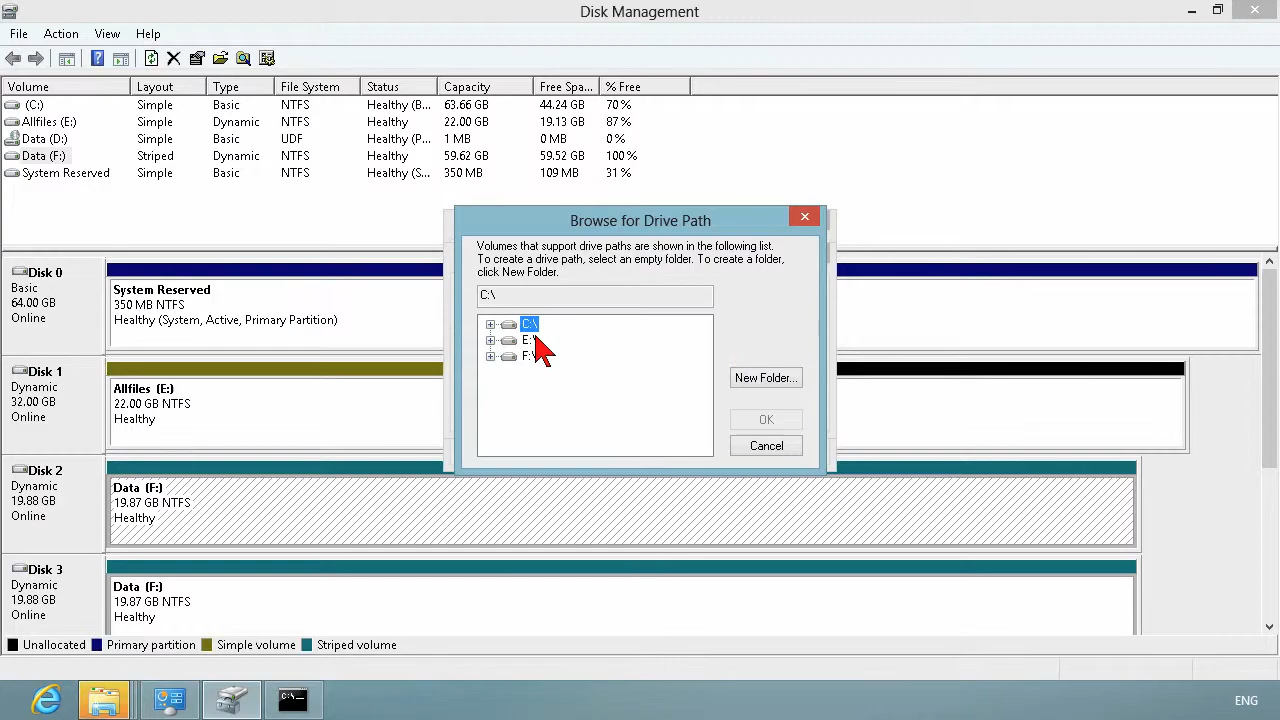 Disk Management
File Action View Help
Volume Layout Type File System Status Capacity Free Spa... % Free
(C:) Simple Basic NTFS Healthy (B... 63.66 GB 44.24 GB 70 %
Allfiles (E:) Simple Dynamic NTFS Healthy 22.00 GB 19.13 GB 87 %
Data (D:) Simple Basic UDF Healthy (P... 1 MB 0 MB 0 %
Data (F:) Striped Dynamic NTFS Healthy 59.62 GB 59.52 GB 100 %
System Reserved Simple Basic NTFS Healthy (S... 350 MB 109 MB 31 %
Browse for Drive Path
Volumes that support drive paths are shown in the following list.
To create a drive path, select an empty folder. To create a folder,
click New Folder.
C:\
C:\
E:\
F:\
New Folder...
OK
Cancel
Disk 0
Basic
64.00 GB
Online
System Reserved
350 MB NTFS
Healthy (System, Active, Primary Partition)
Disk 1
Dynamic
32.00 GB
Online
Allfiles (E:)
22.00 GB NTFS
Healthy
Disk 2
Dynamic
19.88 GB
Online
Data (F:)
19.87 GB NTFS
Healthy
Disk 3
Dynamic
19.88 GB
Online
Data (F:)
19.87 GB NTFS
Healthy
Unallocated Primary partition Simple volume Striped volume
ENG